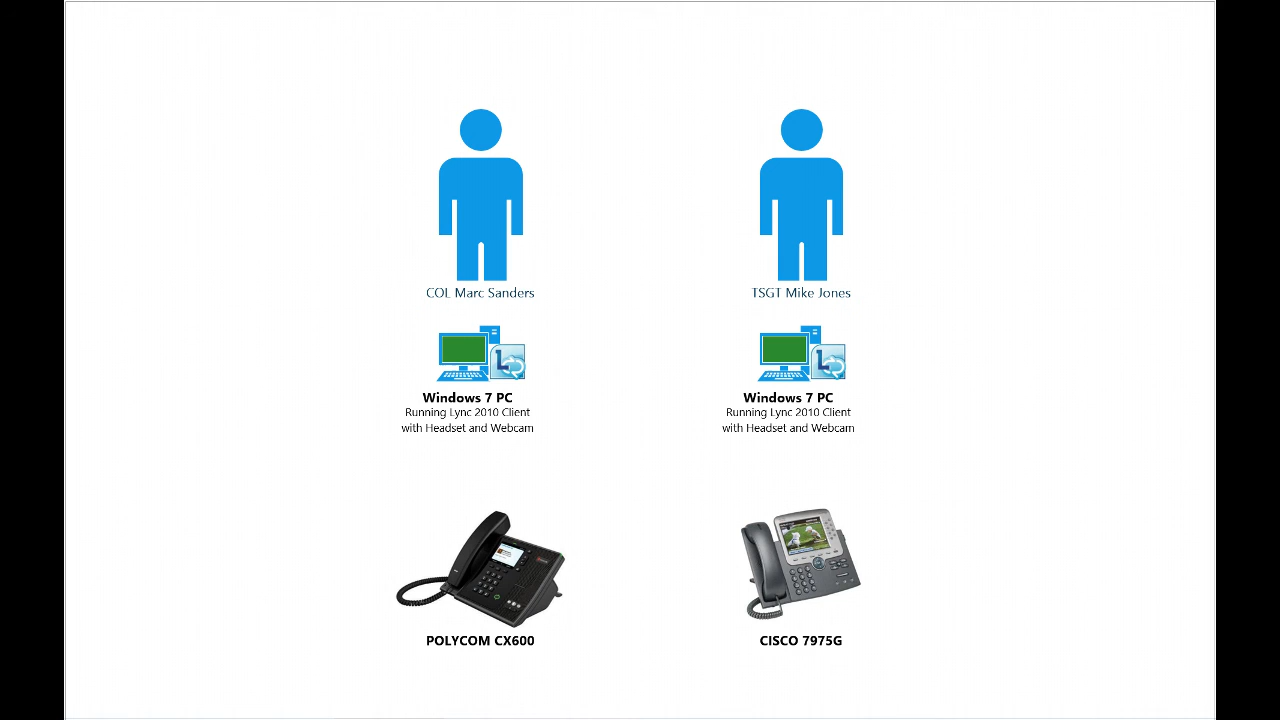 COL Marc Sanders
TSGT Mike Jones
Windows 7 PC
Running Lync 2010 Client
with Headset and Webcam
Windows 7 PC
Running Lync 2010 Client
with Headset and Webcam
POLYCOM CX600
CISCO 7975G